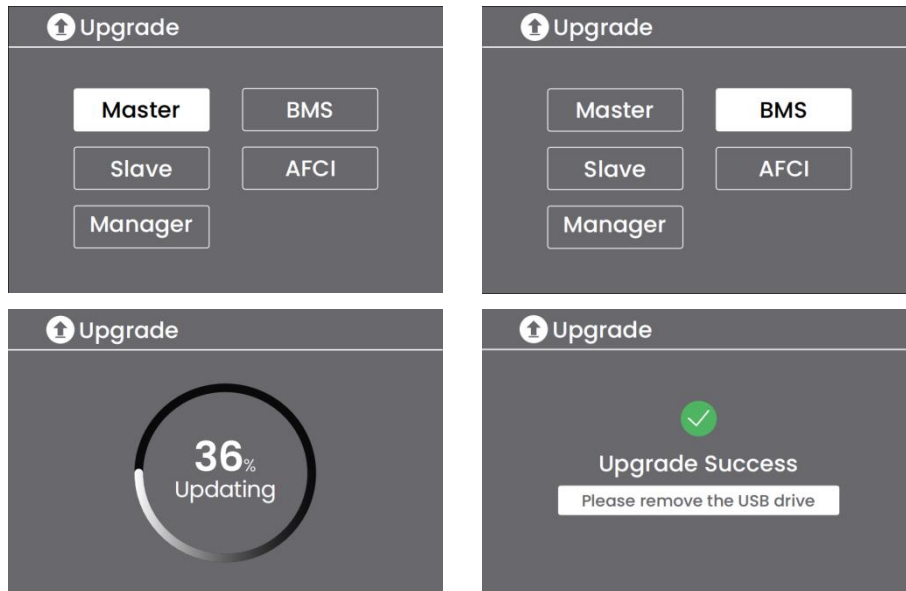 Upgrade
Master BMS
Slave AFCI
Manager
Upgrade
Master BMS
Slave AFCI
Manager
Upgrade
36%
Updating
Upgrade
Upgrade Success
Please remove the USB drive